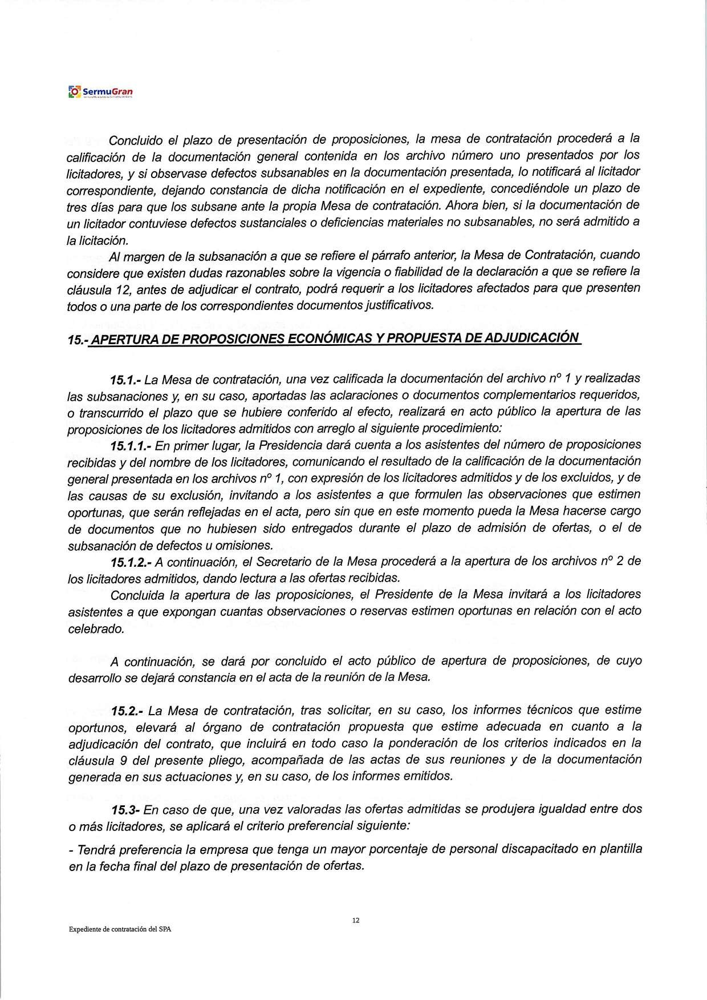 SermuGran
Concluido el plazo de presentación de proposiciones, la mesa de contratación procederá a la
calificación de la documentación general contenida en los archivo número uno presentados por los
licitadores, y si observase defectos subsanables en la documentación presentada, lo notificará al licitador
correspondiente, dejando constancia de dicha notificación en el expediente, concediéndole un plazo de
tres días para que los subsane ante la propia Mesa de contratación. Ahora bien, si la documentación de
un licitador contuviese defectos sustanciales o deficiencias materiales no subsanables, no será admitido a
la licitación.
Al margen de la subsanación a que se refiere el párrafo anterior, la Mesa de Contratación, cuando
considere que existen dudas razonables sobre la vigencia o fiabilidad de la declaración a que se refiere la
cláusula 12, antes de adjudicar el contrato, podrá requerir a los licitadores afectados para que presenten
todos o una parte de los correspondientes documentos justificativos.
15.- APERTURA DE PROPOSICIONES ECONÓMICAS Y PROPUESTA DE ADJUDICACIÓN
15.1.- La Mesa de contratación, una vez calificada la documentación del archivo nº 1 y realizadas
las subsanaciones y, en su caso, aportadas las aclaraciones o documentos complementarios requeridos,
o transcurrido el plazo que se hubiere conferido al efecto, realizará en acto público la apertura de las
proposiciones de los licitadores admitidos con arreglo al siguiente procedimiento:
15.1.1.- En primer lugar, la Presidencia dará cuenta a los asistentes del número de proposiciones
recibidas y del nombre de los licitadores, comunicando el resultado de la calificación de la documentación
general presentada en los archivos nº 1, con expresión de los licitadores admitidos y de los excluidos, y de
las causas de su exclusión, invitando a los asistentes a que formulen las observaciones que estimen
oportunas, que serán reflejadas en el acta, pero sin que en este momento pueda la Mesa hacerse cargo
de documentos que no hubiesen sido entregados durante el plazo de admisión de ofertas, o el de
subsanación de defectos u omisiones.
15.1.2.- A continuación, el Secretario de la Mesa procederá a la apertura de los archivos nº 2 de
los licitadores admitidos, dando lectura a las ofertas recibidas.
Concluida la apertura de las proposiciones, el Presidente de la Mesa invitará a los licitadores
asistentes a que expongan cuantas observaciones o reservas estimen oportunas en relación con el acto
celebrado.
A continuación, se dará por concluido el acto público de apertura de proposiciones, de cuyo
desarrollo se dejará constancia en el acta de la reunión de la Mesa.
15.2.- La Mesa de contratación, tras solicitar, en su caso, los informes técnicos que estime
oportunos, elevará al órgano de contratación propuesta que estime adecuada en cuanto a la
adjudicación del contrato, que incluirá en todo caso la ponderación de los criterios indicados en la
cláusula 9 del presente pliego, acompañada de las actas de sus reuniones y de la documentación
generada en sus actuaciones y, en su caso, de los informes emitidos.
15.3- En caso de que, una vez valoradas las ofertas admitidas se produjera igualdad entre dos
o más licitadores, se aplicará el criterio preferencial siguiente:
- Tendrá preferencia la empresa que tenga un mayor porcentaje de personal discapacitado en plantilla
en la fecha final del plazo de presentación de ofertas.
12
Expediente de contratación del SPA